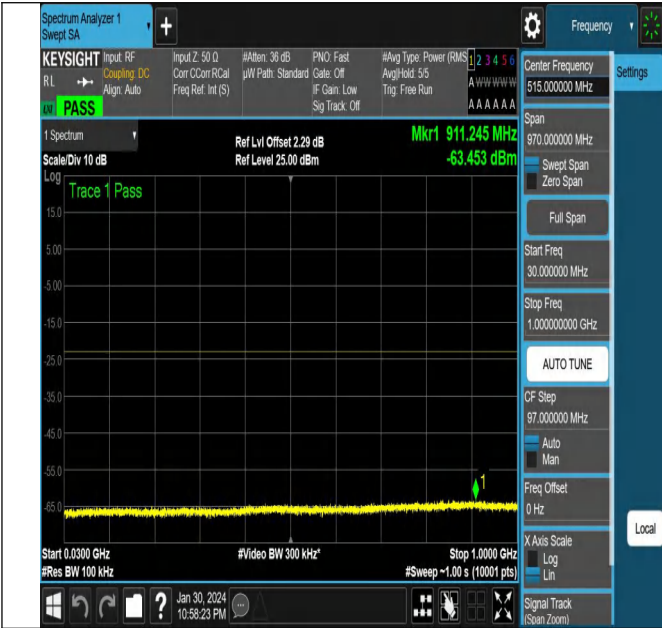 Spectrum Analyzer 1
Swept SA
Frequency
KEYSIGHT
RL
LXI
PASS
Input: RF
Coupling: DC
Align: Auto
Input Z: 50 Ω
Corr CCorr RCal
Freq Ref: Int (S)
#Atten: 36 dB
µW Path: Standard
PNO: Fast
Gate: Off
IF Gain: Low
Sig Track: Off
#Avg Type: Power (RMS
Avg|Hold: 5/5
Trig: Free Run
1 2 3 4 5 6
A W W W W W
A A A A A A
1 Spectrum
Scale/Div 10 dB
Ref Lvl Offset 2.29 dB
Ref Level 25.00 dBm
Mkr1 911.245 MHz
-63.453 dBm
Log
Trace 1 Pass
15.0
5.00
-5.00
-15.0
-25.0
-35.0
-45.0
-55.0
-65.0
1
Start 0.0300 GHz
#Res BW 100 kHz
#Video BW 300 kHz*
Stop 1.0000 GHz
#Sweep ~1.00 s (10001 pts)
Jan 30, 2024
10:58:23 PM
Center Frequency
515.000000 MHz
Span
970.000000 MHz
Swept Span
Zero Span
Full Span
Start Freq
30.000000 MHz
Stop Freq
1.000000000 GHz
AUTO TUNE
CF Step
97.000000 MHz
Auto
Man
Freq Offset
0 Hz
X Axis Scale
Log
Lin
Signal Track
(Span Zoom)
Settings
Local